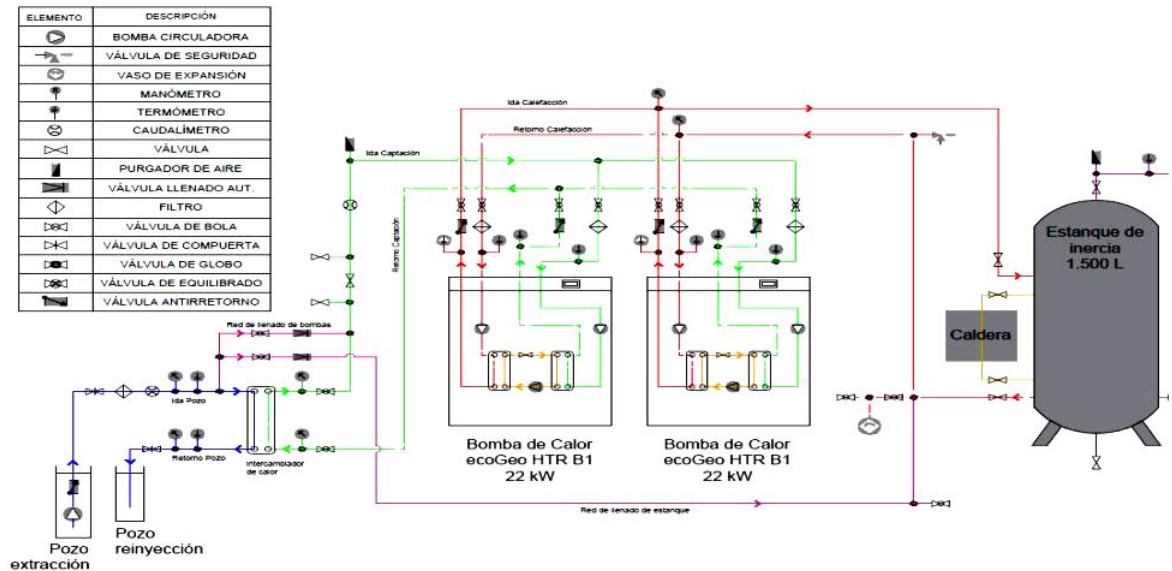 ELEMENTO DESCRIPCIÓN
BOMBA CIRCULADORA
VÁLVULA DE SEGURIDAD
VASO DE EXPANSIÓN
MANÓMETRO
TERMÓMETRO
CAUDALÍMETRO
VÁLVULA
PURGADOR DE AIRE
VÁLVULA LLENADO AUT.
FILTRO
VÁLVULA DE BOLA
VÁLVULA DE COMPUERTA
VÁLVULA DE GLOBO
VÁLVULA DE EQUILIBRADO
VÁLVULA ANTIRRETORNO
Ida Calefacción
Retorno Calefacción
Ida Captación
Retorno Captación
Estanque de
inercia
1.500 L
Caldera
Red de llenado de bombas
Ida Pozo
Retorno Pozo
Intercambiador
de calor
Bomba de Calor
ecoGeo HTR B1
22 kW
Bomba de Calor
ecoGeo HTR B1
22 kW
Red de llenado de estanque
Pozo
extracción
Pozo
reinyección